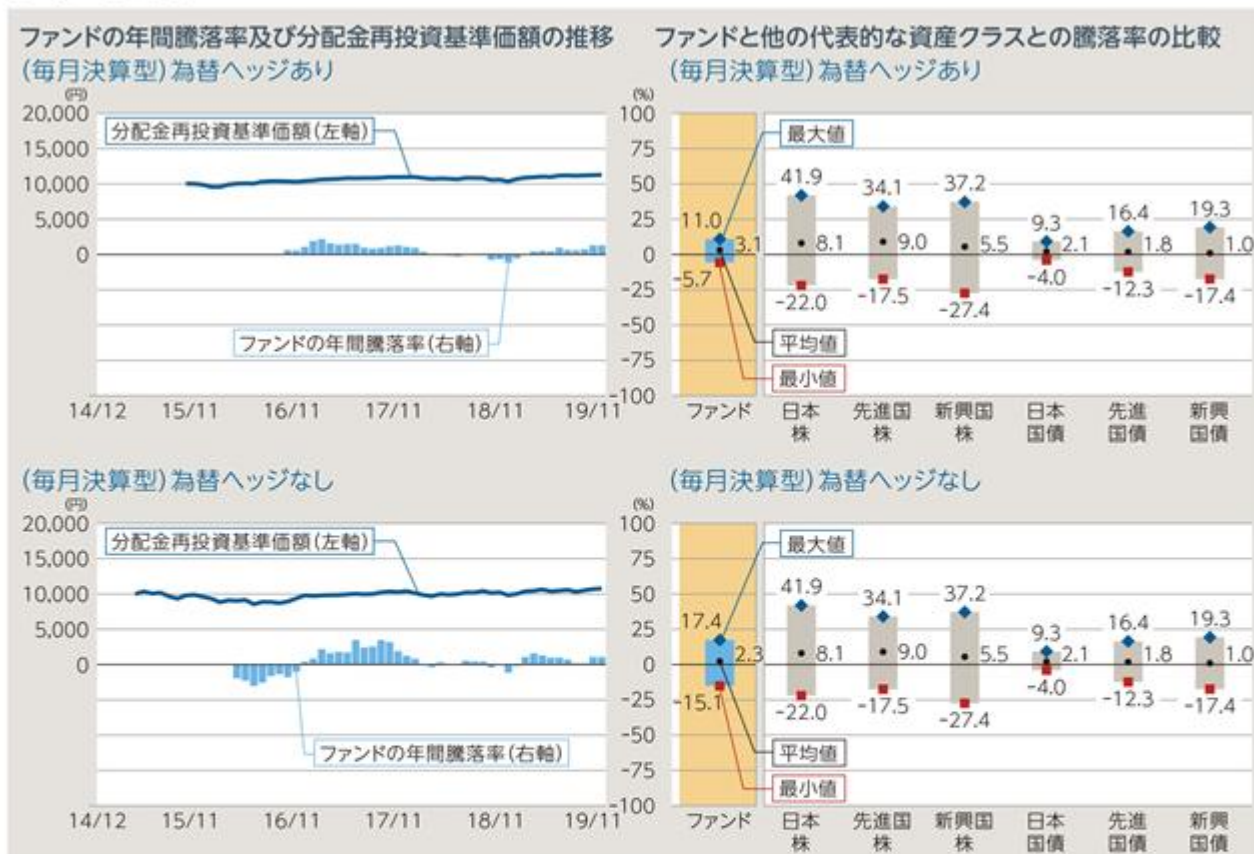 ファンドの年間騰落率及び分配金再投資基準価額の推移
(毎月決算型)為替ヘッジあり
(円)
(%)
20,000
100
15,000
75
10,000
50
5,000
25
0
0
-25
-50
-75
-100
分配金再投資基準価額(左軸)
ファンドの年間騰落率(右軸)
14/12 15/11 16/11 17/11 18/11 19/11
ファンドと他の代表的な資産クラスとの騰落率の比較
(毎月決算型)為替ヘッジあり
最大値
平均値
最小値
11.0 41.9 34.1 37.2 9.3 16.4 19.3
3.1 8.1 9.0 5.5 2.1 1.8 1.0
-5.7 -22.0 -17.5 -27.4 -4.0 -12.3 -17.4
ファンド 日本 先進国 新興国 日本 先進 新興
株 株 株 国債 国債 国債
(毎月決算型)為替ヘッジなし
(円)
(%)
20,000
100
15,000
75
10,000
50
5,000
25
0
0
-25
-50
-75
-100
分配金再投資基準価額(左軸)
ファンドの年間騰落率(右軸)
14/12 15/11 16/11 17/11 18/11 19/11
(毎月決算型)為替ヘッジなし
最大値
平均値
最小値
17.4 41.9 34.1 37.2 9.3 16.4 19.3
2.3 8.1 9.0 5.5 2.1 1.8 1.0
-15.1 -22.0 -17.5 -27.4 -4.0 -12.3 -17.4
ファンド 日本 先進国 新興国 日本 先進 新興
株 株 株 国債 国債 国債